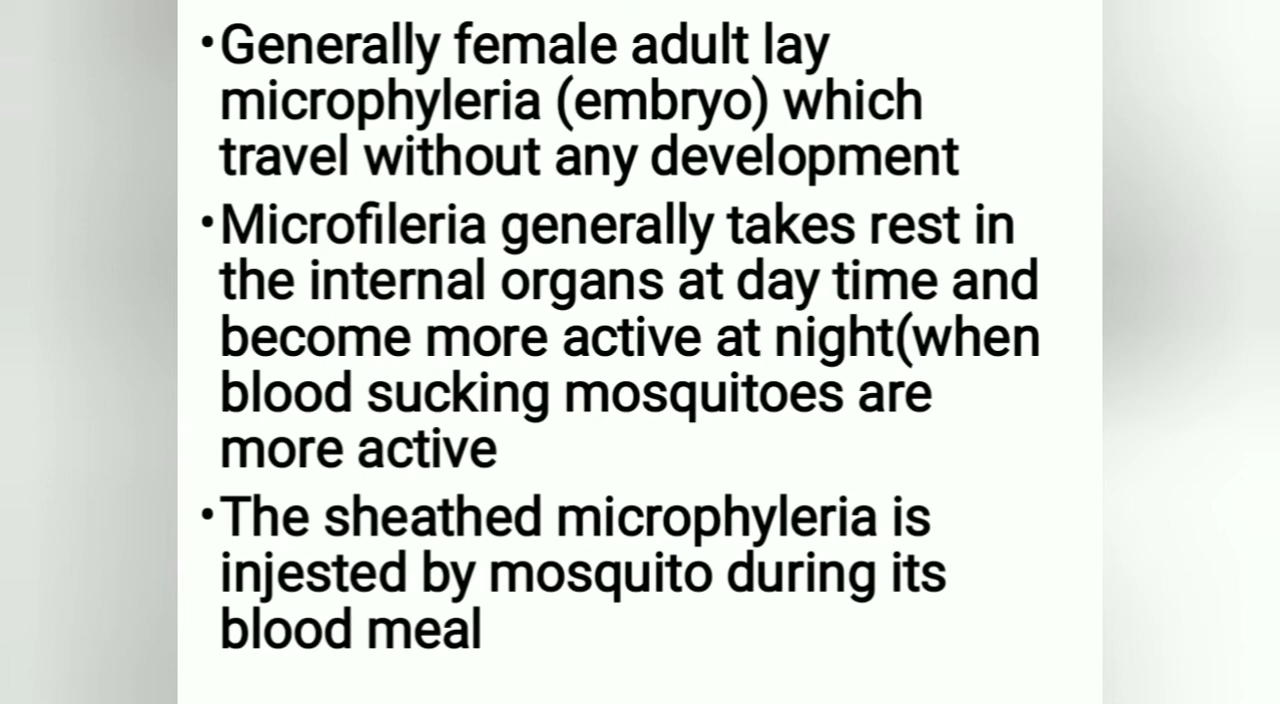 •Generally female adult lay
microphyleria (embryo) which
travel without any development
•Microfileria generally takes rest in
the internal organs at day time and
become more active at night(when
blood sucking mosquitoes are
more active
•The sheathed microphyleria is
injested by mosquito during its
blood meal